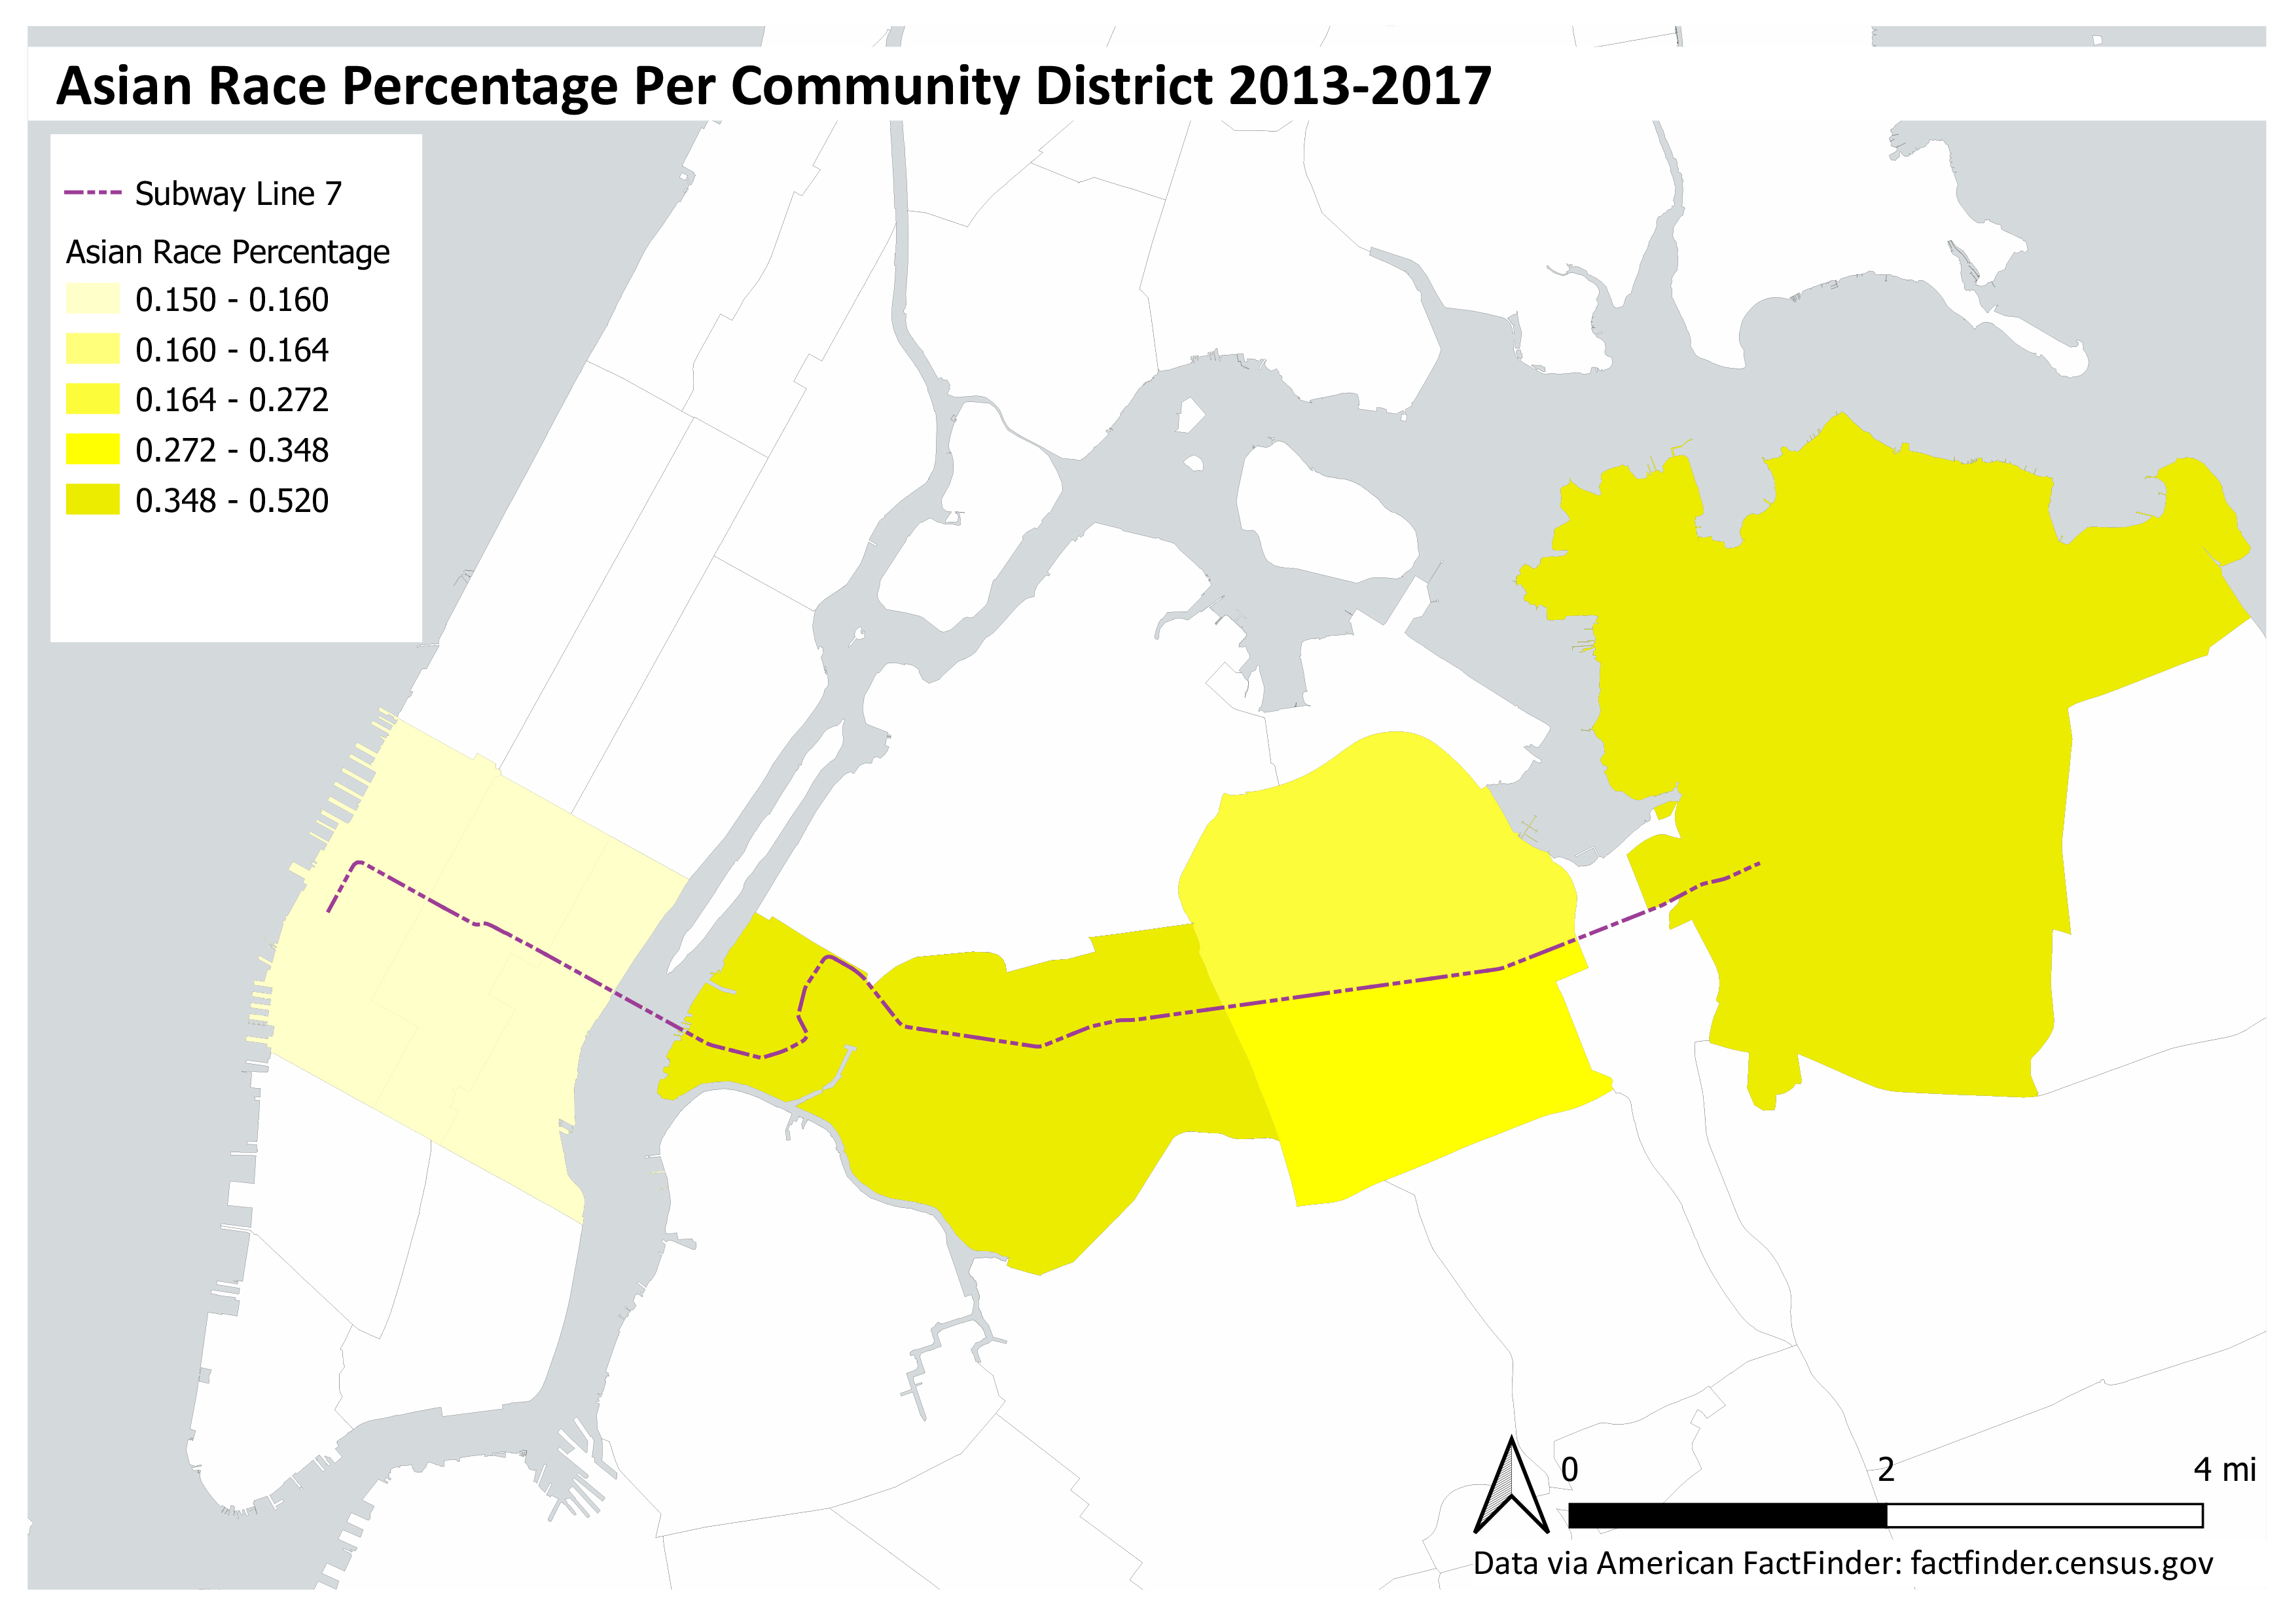 Asian Race Percentage Per Community District 2013-2017
Subway Line 7
Asian Race Percentage
0.150 - 0.160
0.160 - 0.164
0.164 - 0.272
0.272 - 0.348
0.348 - 0.520
0 2 4 mi
Data via American FactFinder: factfinder.census.gov